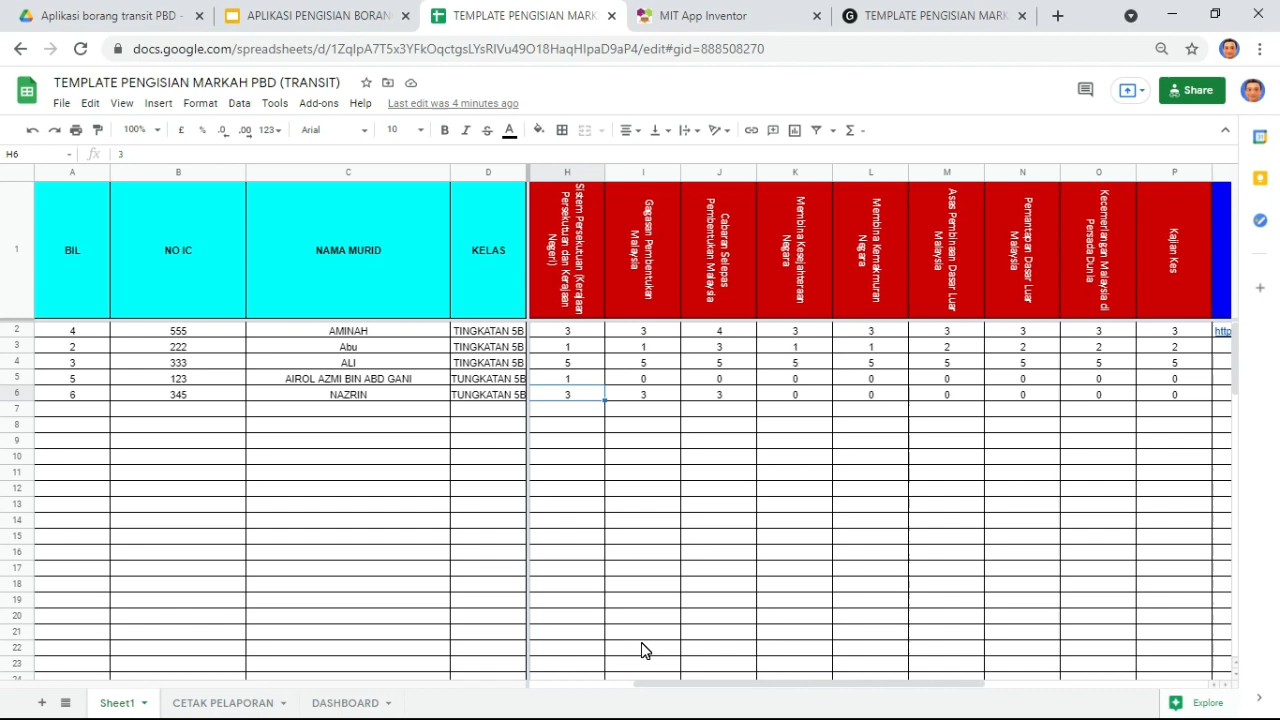 Aplikasi borang transit PBD -
APLIKASI PENGISIAN BORAN
TEMPLATE PENGISIAN MARK
MIT App Inventor
TEMPLATE PENGISIAN MARK
docs.google.com/spreadsheets/d/1ZqIpA7T5x3YFkOqctgsLYsRIVu49O18HaqHIpaD9aP4/edit#gid=888508270
TEMPLATE PENGISIAN MARKAH PBD (TRANSIT)
File Edit View Insert Format Data Tools Add-ons Help Last edit was 4 minutes ago
Share
100% £ % .0 .00 123 Arial 10 B I S A Σ
H6 fx 3
A B C D H I J K L M N O P
1 BIL NO IC NAMA MURID KELAS
Sistem Persekutuan (Kerajaan
Persekutuan dan Kerajaan
Negeri)
Gagasan Pembentukan
Malaysia
Cabaran Selepas
Pembentukan Malaysia
Membina Kesejahteraan
Negara
Membina Kemakmuran
Negara
Asas Pembinaan Dasar Luar
Malaysia
Pemantapan Dasar Luar
Malaysia
Kecemerlangan Malaysia di
Persada Dunia
Kajian Kes
2 4 555 AMINAH TINGKATAN 5B 3 3 4 3 3 3 3 3 3 http
3 2 222 Abu TINGKATAN 5B 1 1 3 1 1 2 2 2 2
4 3 333 ALI TINGKATAN 5B 5 5 5 5 5 5 5 5 5
5 5 123 AIROL AZMI BIN ABD GANI TUNGKATAN 5B 1 0 0 0 0 0 0 0 0
6 6 345 NAZRIN TUNGKATAN 5B 3 3 3 0 0 0 0 0 0
7
8
9
10
11
12
13
14
15
16
17
18
19
20
21
22
23
24
Sheet1 CETAK PELAPORAN DASHBOARD Explore